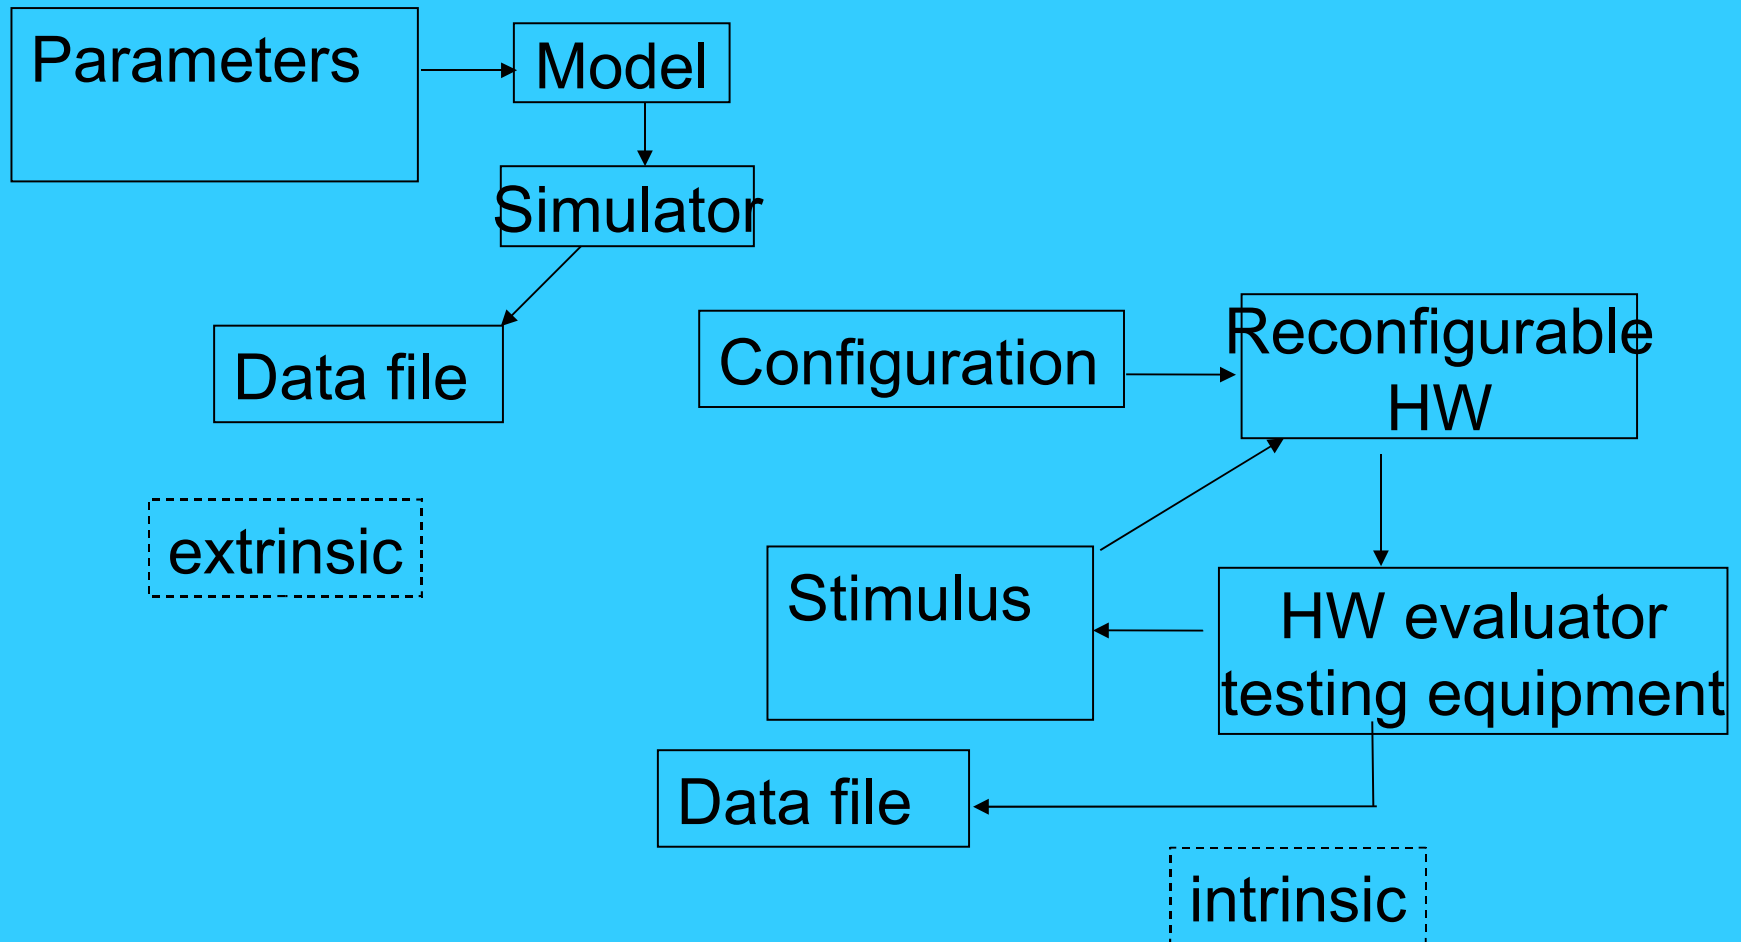 Parameters
Model
Simulator
Data file
extrinsic
Configuration
Reconfigurable
HW
Stimulus
HW evaluator
testing equipment
Data file
intrinsic